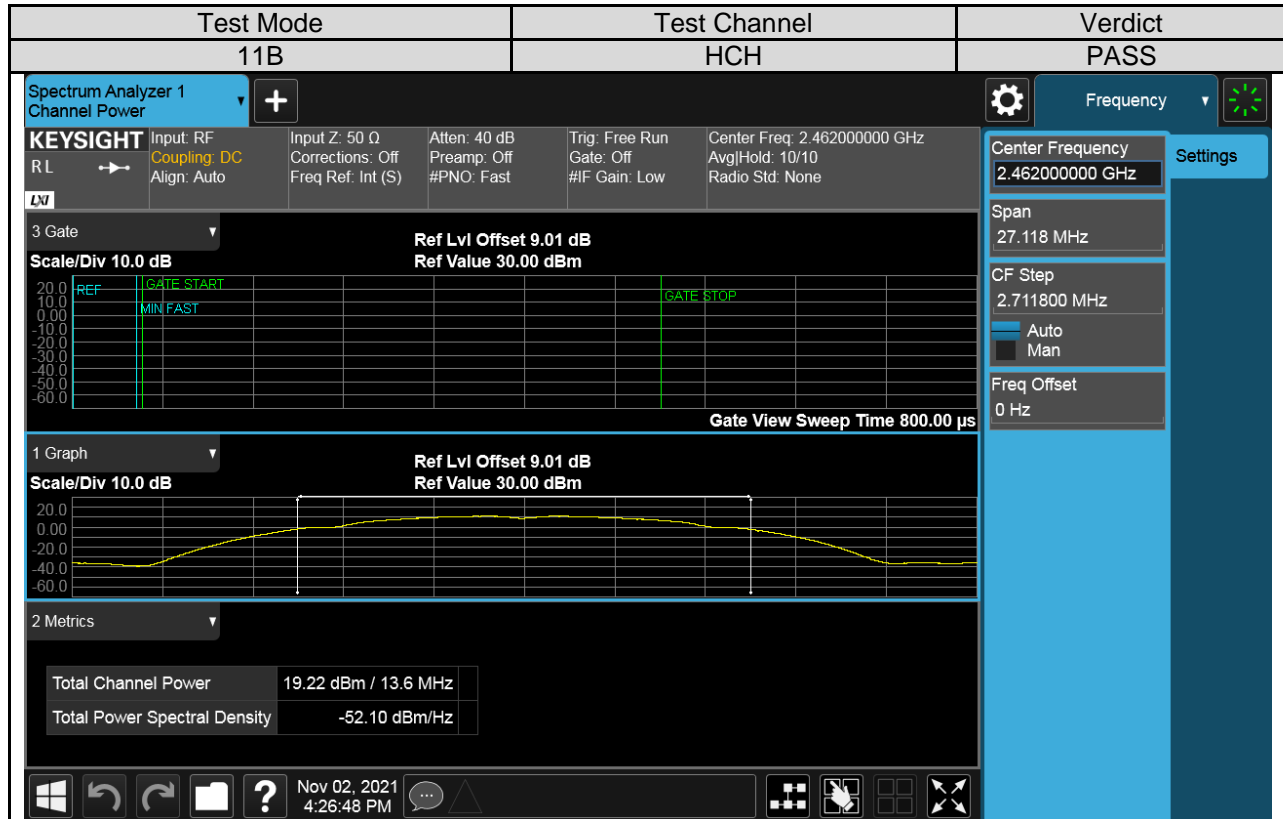 Test Mode Test Channel Verdict
11B HCH PASS
Spectrum Analyzer 1
Channel Power
+
Frequency
KEYSIGHT Input: RF Input Z: 50 Ω Atten: 40 dB Trig: Free Run Center Freq: 2.462000000 GHz
RL Coupling: DC Corrections: Off Preamp: Off Gate: Off Avg|Hold: 10/10
Align: Auto Freq Ref: Int (S) #PNO: Fast #IF Gain: Low Radio Std: None
LXI
Center Frequency
2.462000000 GHz
Settings
Span
27.118 MHz
CF Step
2.711800 MHz
Auto
Man
Freq Offset
0 Hz
3 Gate
Ref Lvl Offset 9.01 dB
Scale/Div 10.0 dB Ref Value 30.00 dBm
20.0
10.0
0.00
-10.0
-20.0
-30.0
-40.0
-50.0
-60.0
REF GATE START GATE STOP
MIN FAST
Gate View Sweep Time 800.00 µs
1 Graph
Ref Lvl Offset 9.01 dB
Scale/Div 10.0 dB Ref Value 30.00 dBm
20.0
0.00
-20.0
-40.0
-60.0
2 Metrics
Total Channel Power 19.22 dBm / 13.6 MHz
Total Power Spectral Density -52.10 dBm/Hz
? Nov 02, 2021
4:26:48 PM